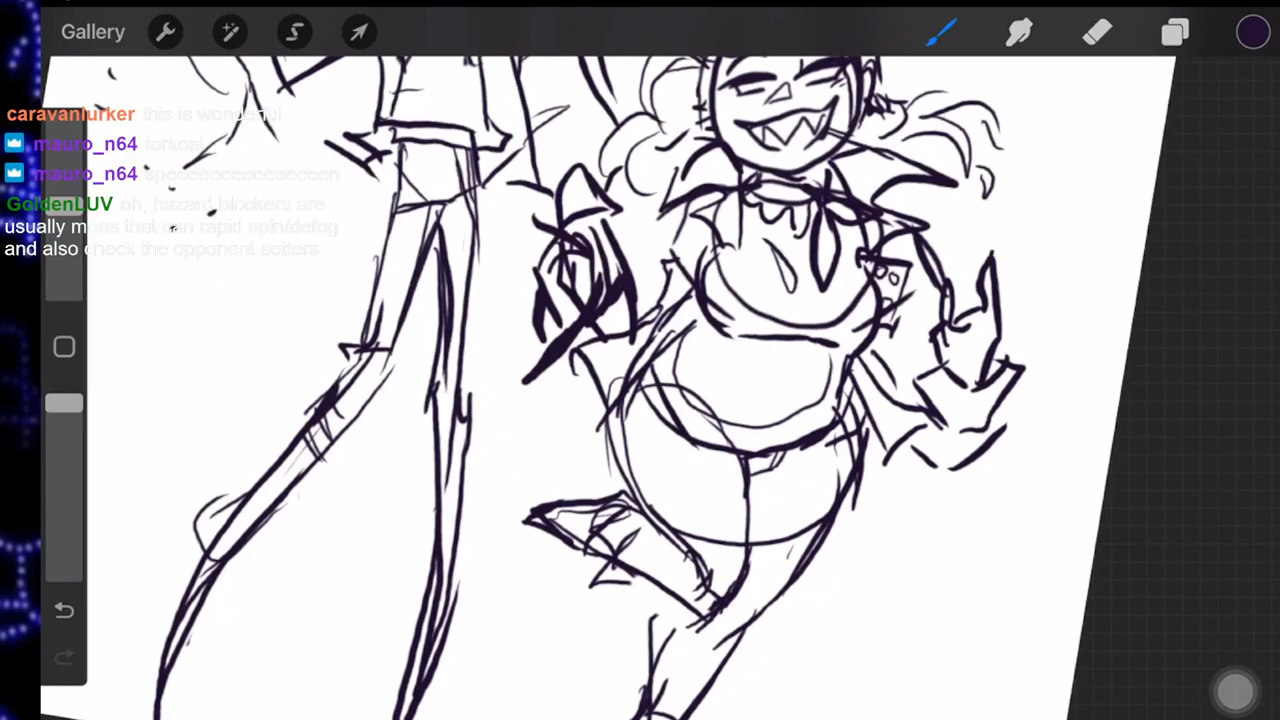 Gallery
caravanlurker this is wonderful
mauro_n64 torkoal
mauro_n64 speeeeeeeeeeeeeen
GoldenLUV oh, hazard blockers are
usually mons that can rapid spin/defog
and also check the opponent setters